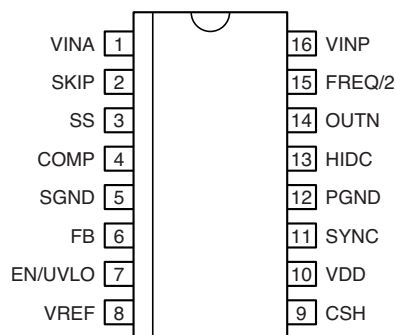 VINA 1 16 VINP
SKIP 2 15 FREQ/2
SS 3 14 OUTN
COMP 4 13 HIDC
SGND 5 12 PGND
FB 6 11 SYNC
EN/UVLO 7 10 VDD
VREF 8 9 CSH